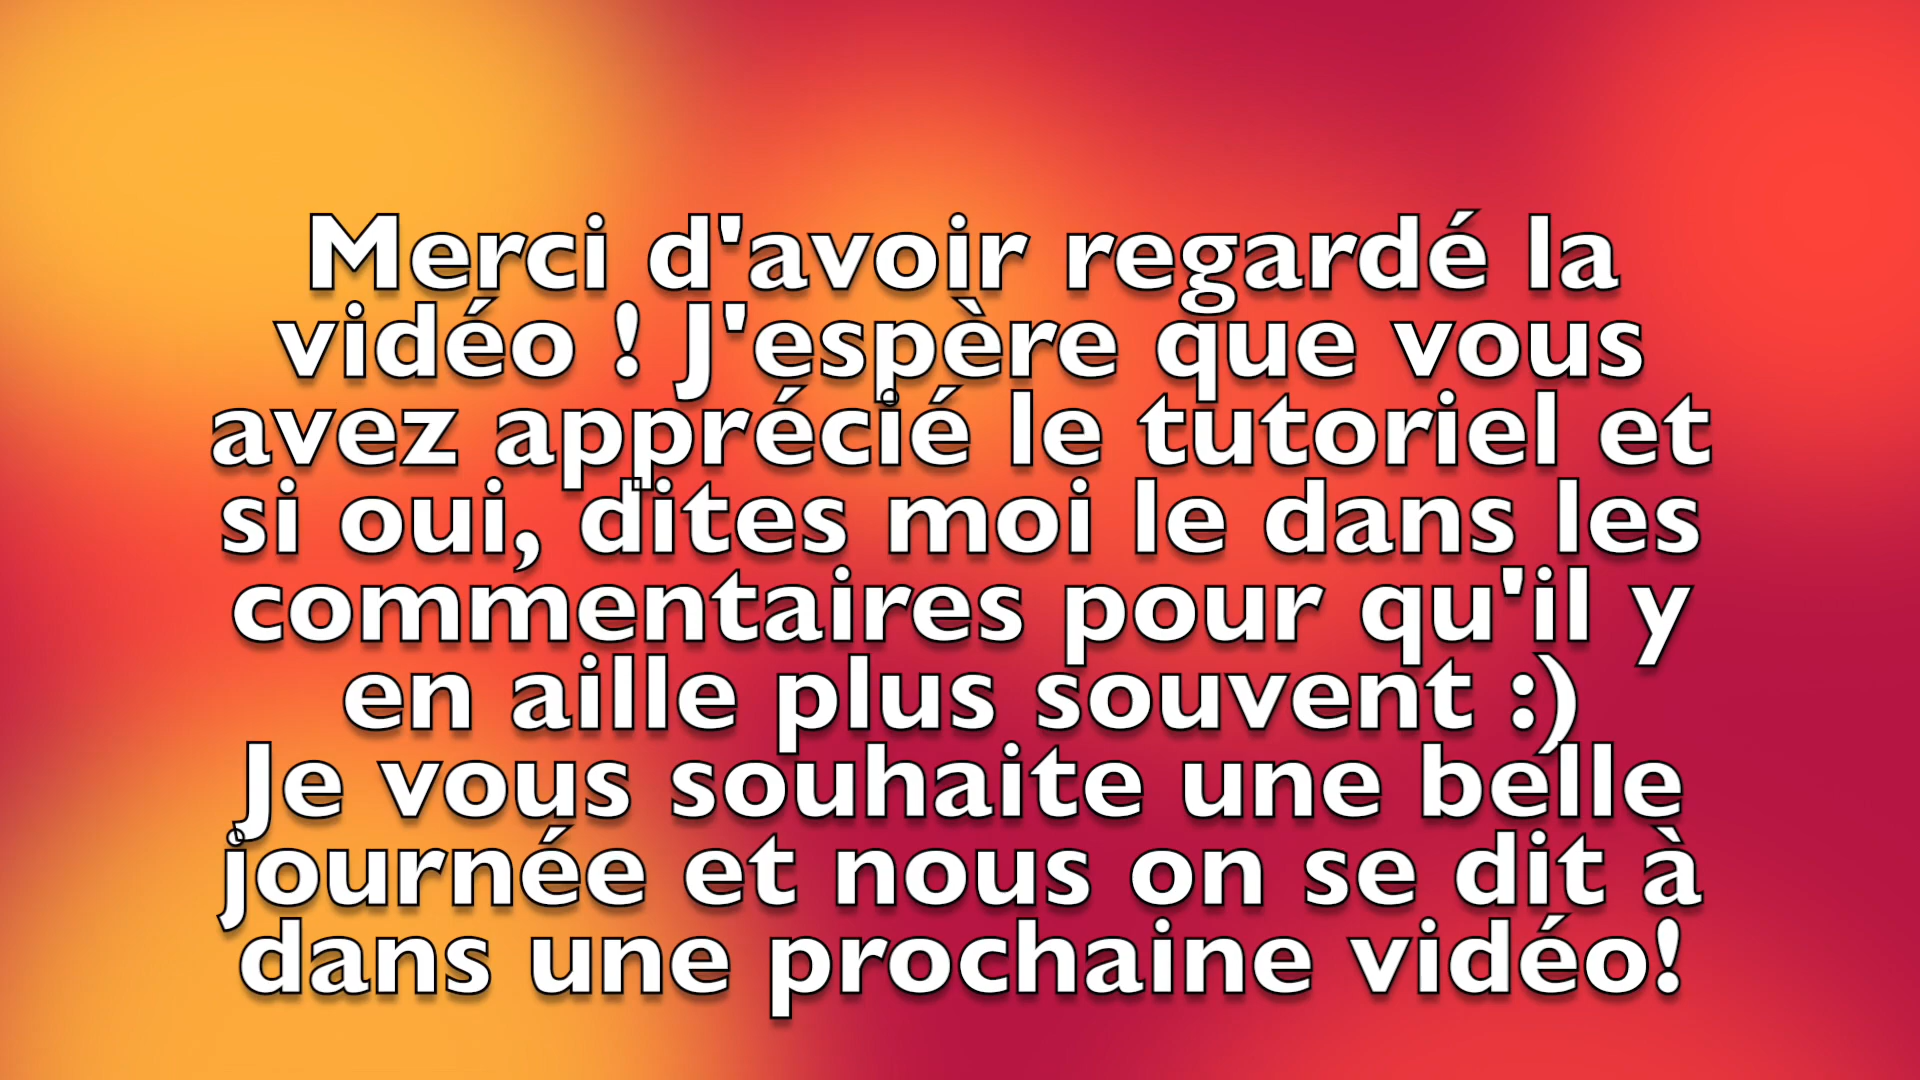 Merci d'avoir regardé la
vidéo ! J'espère que vous
avez apprécié le tutoriel et
si oui, dites moi le dans les
commentaires pour qu'il y
en aille plus souvent :)
Je vous souhaite une belle
journée et nous on se dit à
dans une prochaine vidéo!